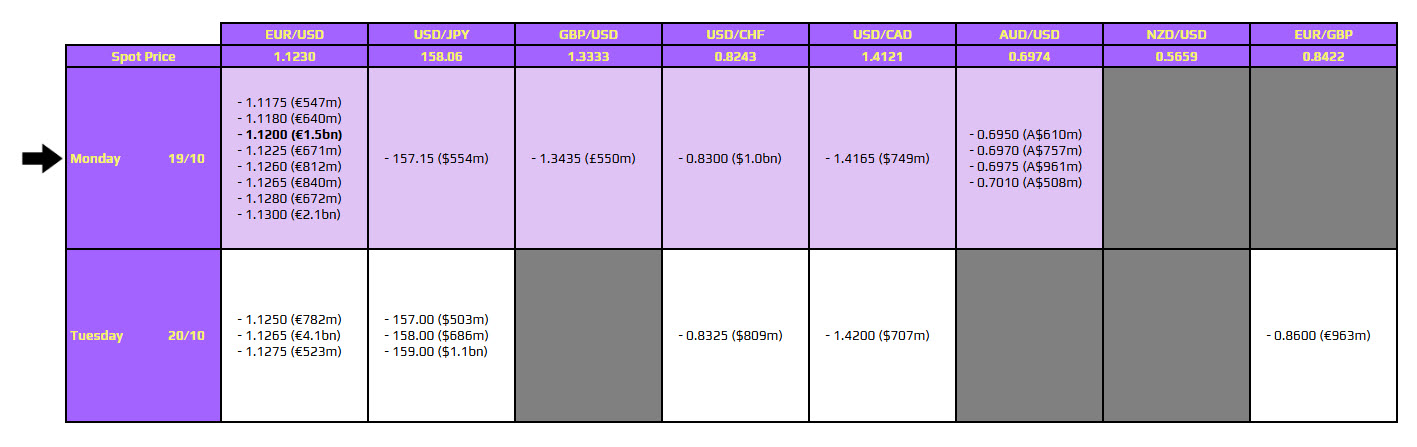 EUR/USD USD/JPY GBP/USD USD/CHF USD/CAD AUD/USD NZD/USD EUR/GBP
Spot Price 1.1230 158.06 1.3333 0.8243 1.4121 0.6974 0.5659 0.8422
Monday 19/10
- 1.1175 (€547m)
- 1.1180 (€640m)
- 1.1200 (€1.5bn)
- 1.1225 (€671m)
- 1.1260 (€812m)
- 1.1265 (€840m)
- 1.1280 (€672m)
- 1.1300 (€2.1bn)
- 157.15 ($554m)
- 1.3435 (£550m)
- 0.8300 ($1.0bn)
- 1.4165 ($749m)
- 0.6950 (A$610m)
- 0.6970 (A$757m)
- 0.6975 (A$961m)
- 0.7010 (A$508m)
Tuesday 20/10
- 1.1250 (€782m)
- 1.1265 (€4.1bn)
- 1.1275 (€523m)
- 157.00 ($503m)
- 158.00 ($686m)
- 159.00 ($1.1bn)
- 0.8325 ($809m)
- 1.4200 ($707m)
- 0.8600 (€963m)